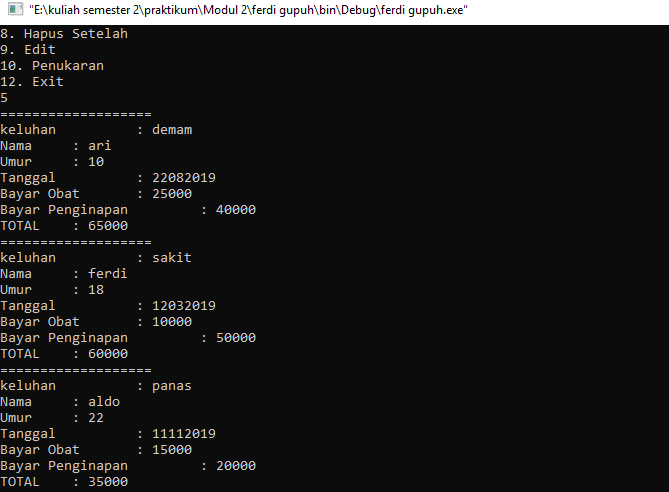 "E:\kuliah semester 2\praktikum\Modul 2\ferdi gupuh\bin\Debug\ferdi gupuh.exe"
8. Hapus Setelah
9. Edit
10. Penukaran
12. Exit
5
===================
keluhan          : demam
Nama     : ari
Umur     : 10
Tanggal          : 22082019
Bayar Obat       : 25000
Bayar Penginapan         : 40000
TOTAL    : 65000
===================
keluhan          : sakit
Nama     : ferdi
Umur     : 18
Tanggal          : 12032019
Bayar Obat       : 10000
Bayar Penginapan         : 50000
TOTAL    : 60000
===================
keluhan          : panas
Nama     : aldo
Umur     : 22
Tanggal          : 11112019
Bayar Obat       : 15000
Bayar Penginapan         : 20000
TOTAL    : 35000